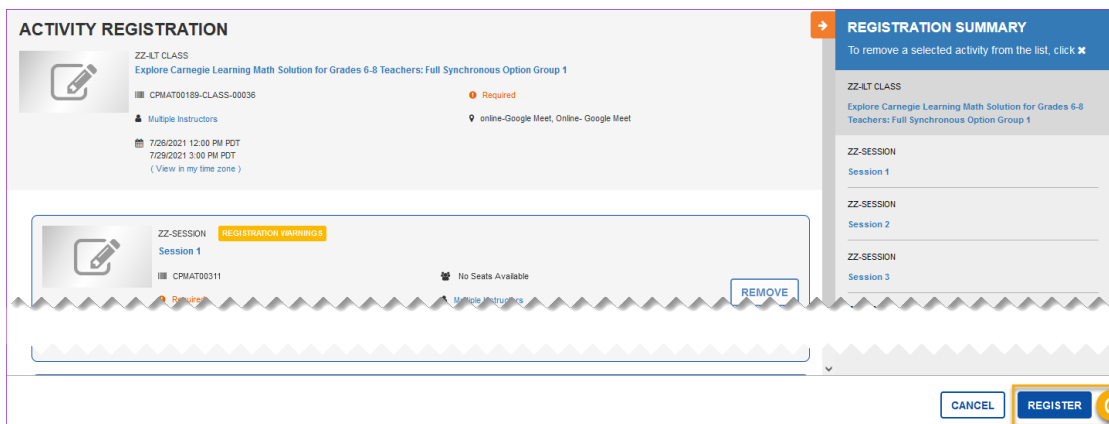 ACTIVITY REGISTRATION
ZZ-ILT CLASS
Explore Carnegie Learning Math Solution for Grades 6-8 Teachers: Full Synchronous Option Group 1
CPMAT00189-CLASS-00036
Required
Multiple Instructors
online-Google Meet, Online- Google Meet
7/26/2021 12:00 PM PDT
7/29/2021 3:00 PM PDT
( View in my time zone )
ZZ-SESSION REGISTRATION WARNINGS
Session 1
CPMAT00311
No Seats Available
Required
Multiple Instructors
REMOVE
REGISTRATION SUMMARY
To remove a selected activity from the list, click ✖
ZZ-ILT CLASS
Explore Carnegie Learning Math Solution for Grades 6-8
Teachers: Full Synchronous Option Group 1
ZZ-SESSION
Session 1
ZZ-SESSION
Session 2
ZZ-SESSION
Session 3
CANCEL
REGISTER